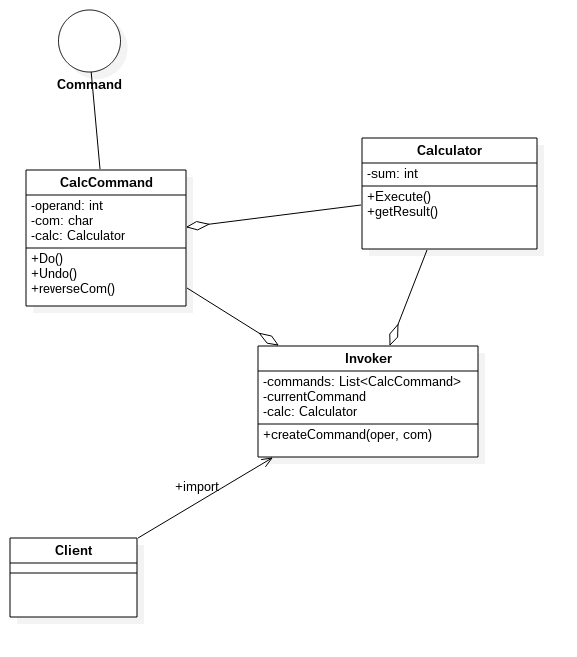 Command
CalcCommand
-operand: int
-com: char
-calc: Calculator
+Do()
+Undo()
+reverseCom()
Calculator
-sum: int
+Execute()
+getResult()
Invoker
-commands: List<CalcCommand>
-currentCommand
-calc: Calculator
+createCommand(oper, com)
+import
Client